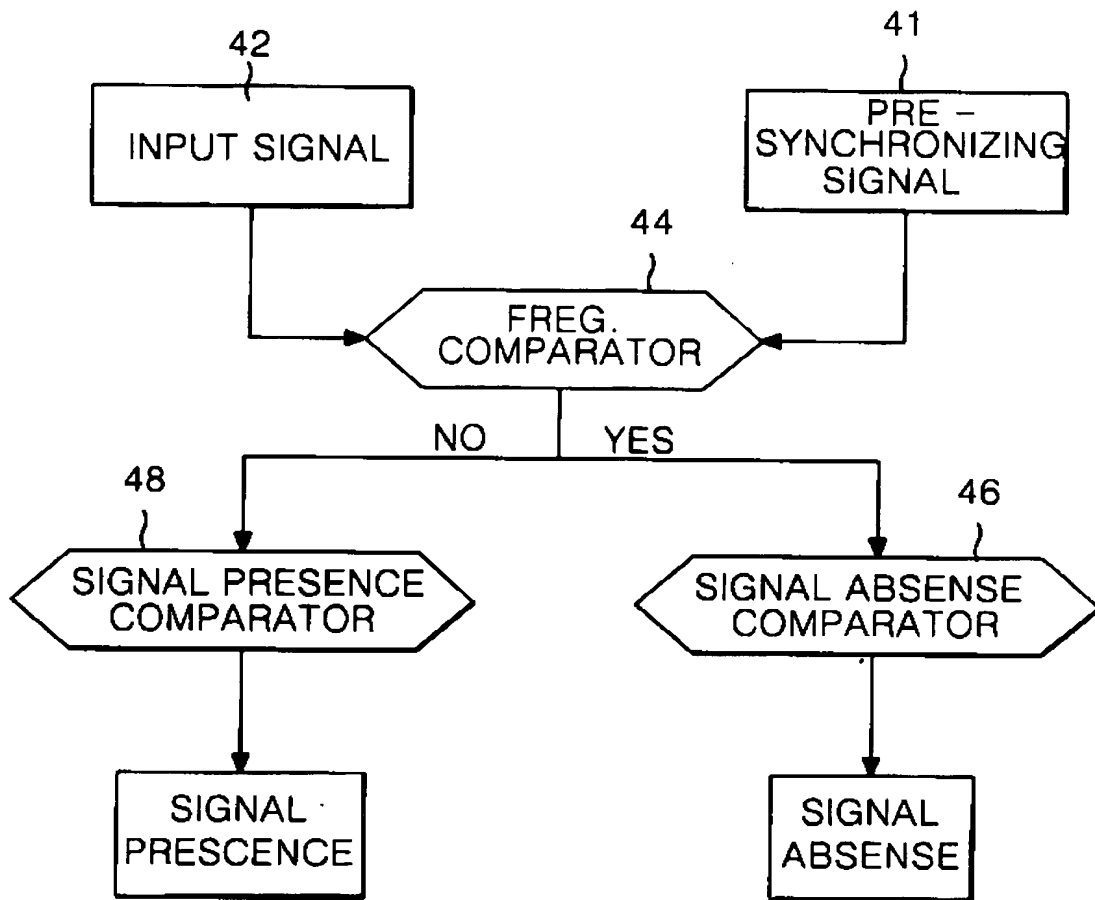 42
41
INPUT SIGNAL
PRE -
SYNCHRONIZING
SIGNAL
44
FREG.
COMPARATOR
NO YES
48
46
SIGNAL PRESENCE
COMPARATOR
SIGNAL ABSENSE
COMPARATOR
SIGNAL
PRESCENCE
SIGNAL
ABSENSE